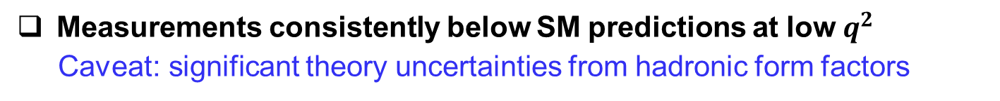 ❑ Measurements consistently below SM predictions at low q²
Caveat: significant theory uncertainties from hadronic form factors